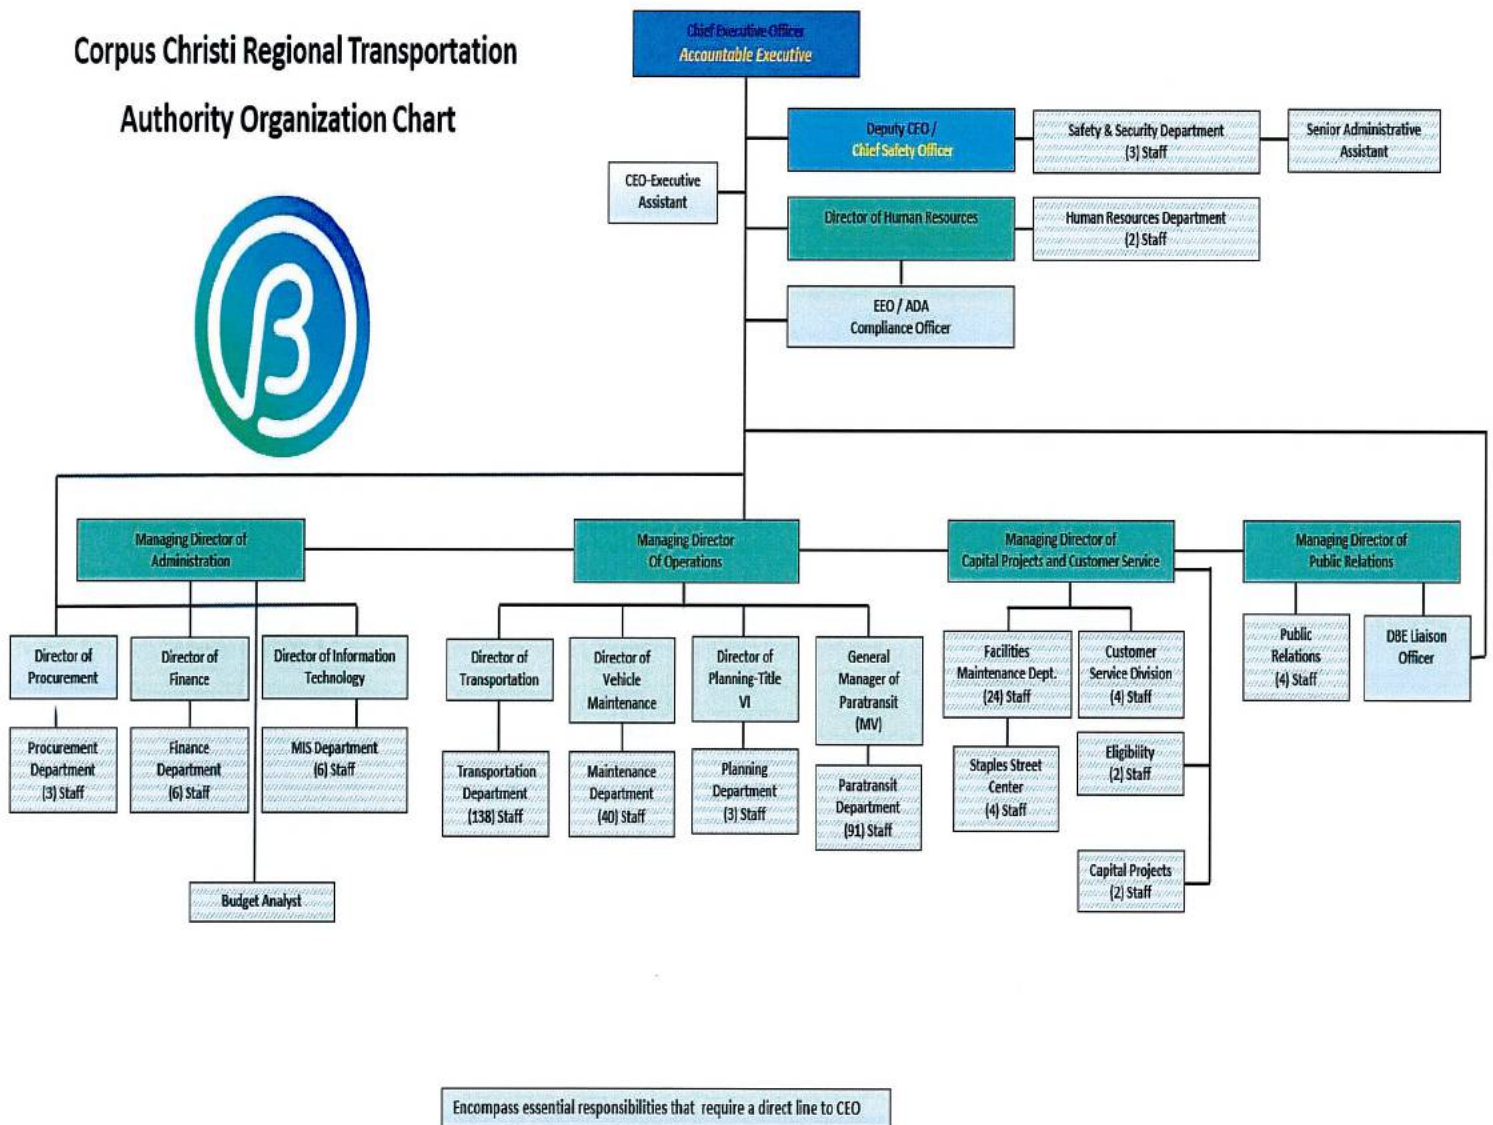 Corpus Christi Regional Transportation
Authority Organization Chart
Chief Executive Officer
Accountable Executive
Deputy CEO /
Chief Safety Officer
Safety & Security Department
(3) Staff
Senior Administrative
Assistant
CEO-Executive
Assistant
Director of Human Resources
Human Resources Department
(2) Staff
EEO / ADA
Compliance Officer
Managing Director of
Administration
Managing Director
Of Operations
Managing Director of
Capital Projects and Customer Service
Managing Director of
Public Relations
Director of
Procurement
Director of
Finance
Director of Information
Technology
Director of
Transportation
Director of
Vehicle
Maintenance
Director of
Planning-Title
VI
General
Manager of
Paratransit
(MV)
Facilities
Maintenance Dept.
(24) Staff
Customer
Service Division
(4) Staff
Public
Relations
(4) Staff
DBE Liaison
Officer
Procurement
Department
(3) Staff
Finance
Department
(6) Staff
MIS Department
(6) Staff
Transportation
Department
(138) Staff
Maintenance
Department
(40) Staff
Planning
Department
(3) Staff
Paratransit
Department
(91) Staff
Staples Street
Center
(4) Staff
Eligibility
(2) Staff
Capital Projects
(2) Staff
Budget Analyst
Encompass essential responsibilities that require a direct line to CEO